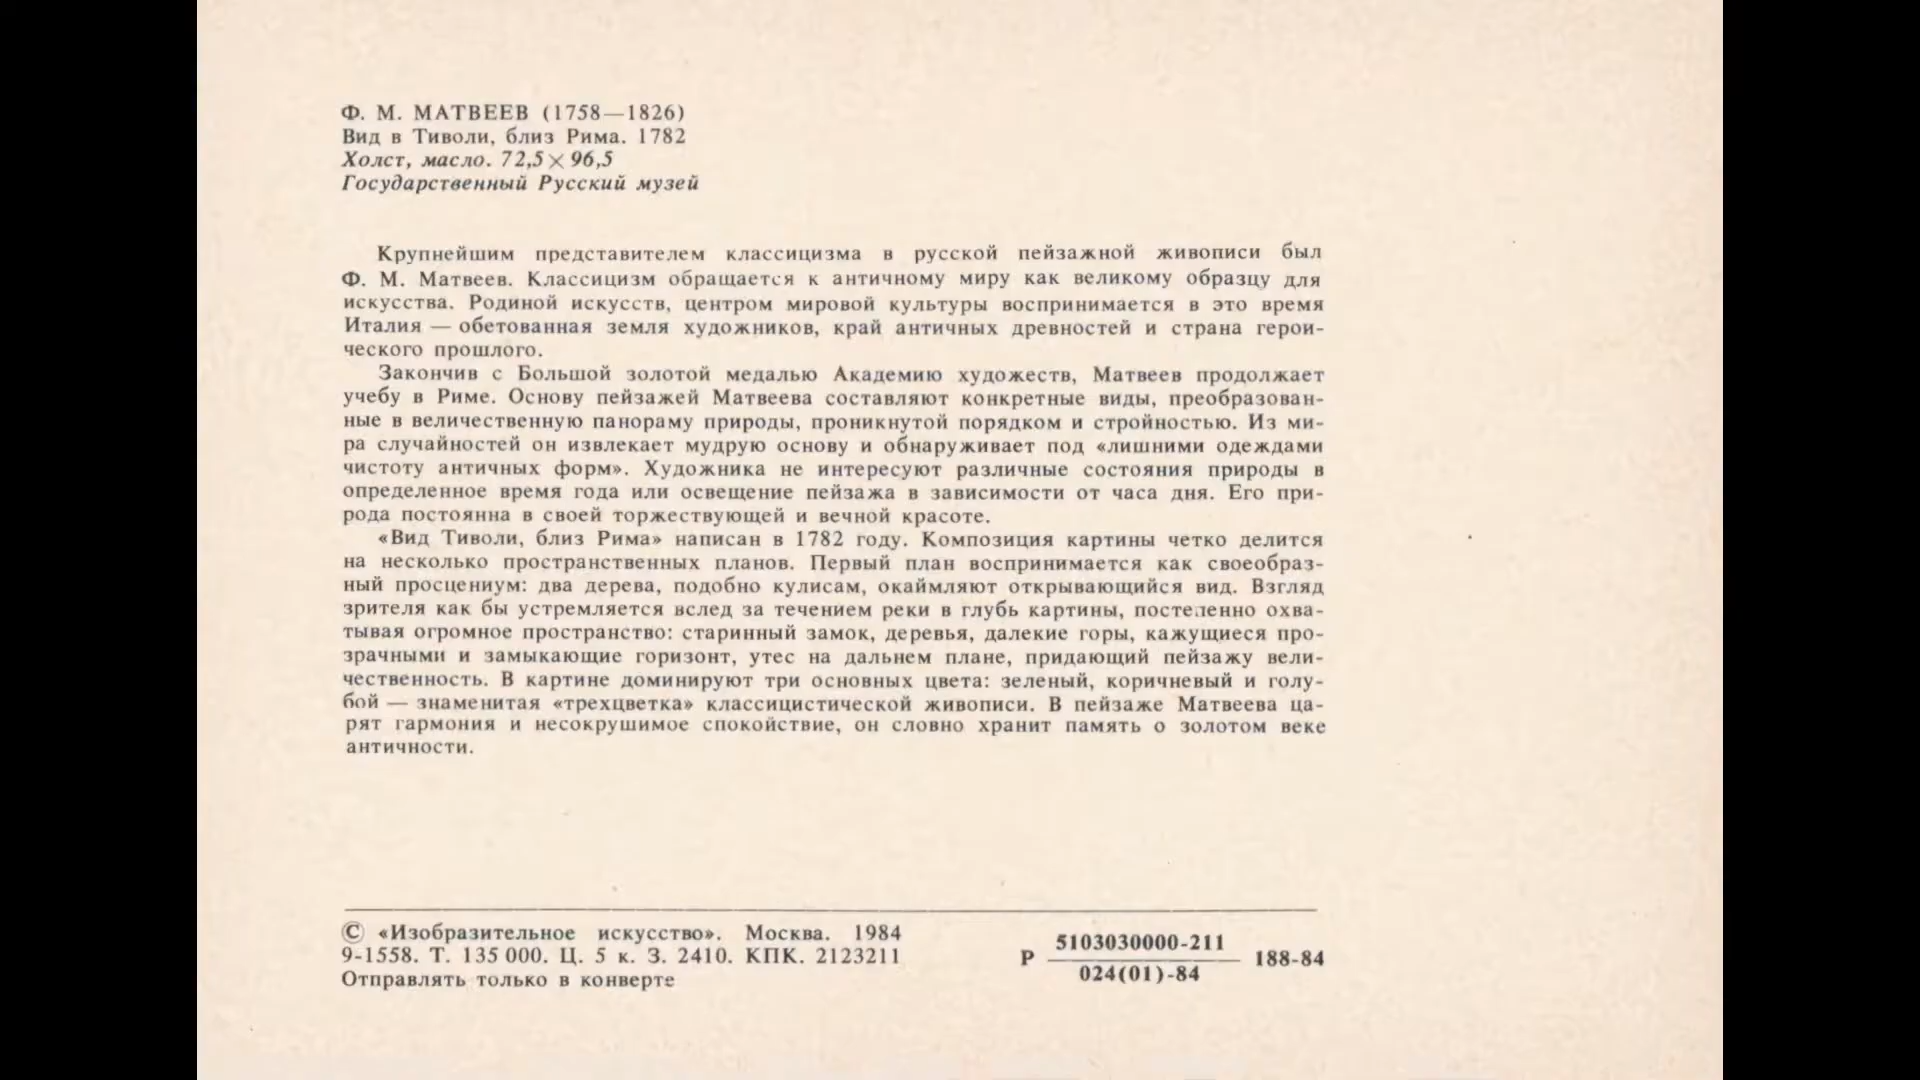 Ф. М. МАТВЕЕВ (1758—1826)
Вид в Тиволи, близ Рима. 1782
Холст, масло. 72,5×96,5
Государственный Русский музей
Крупнейшим представителем классицизма в русской пейзажной живописи был
Ф. М. Матвеев. Классицизм обращается к античному миру как великому образцу для
искусства. Родиной искусств, центром мировой культуры воспринимается в это время
Италия — обетованная земля художников, край античных древностей и страна герои-
ческого прошлого.
Закончив с Большой золотой медалью Академию художеств, Матвеев продолжает
учебу в Риме. Основу пейзажей Матвеева составляют конкретные виды, преобразован-
ные в величественную панораму природы, проникнутой порядком и стройностью. Из ми-
ра случайностей он извлекает мудрую основу и обнаруживает под «лишними одеждами
чистоту античных форм». Художника не интересуют различные состояния природы в
определенное время года или освещение пейзажа в зависимости от часа дня. Его при-
рода постоянна в своей торжествующей и вечной красоте.
«Вид Тиволи, близ Рима» написан в 1782 году. Композиция картины четко делится
на несколько пространственных планов. Первый план воспринимается как своеобраз-
ный просцениум: два дерева, подобно кулисам, окаймляют открывающийся вид. Взгляд
зрителя как бы устремляется вслед за течением реки в глубь картины, постепенно охва-
тывая огромное пространство: старинный замок, деревья, далекие горы, кажущиеся про-
зрачными и замыкающие горизонт, утес на дальнем плане, придающий пейзажу вели-
чественность. В картине доминируют три основных цвета: зеленый, коричневый и голу-
бой — знаменитая «трехцветка» классицистической живописи. В пейзаже Матвеева ца-
рят гармония и несокрушимое спокойствие, он словно хранит память о золотом веке
античности.
© «Изобразительное искусство». Москва. 1984
9-1558. Т. 135 000. Ц. 5 к. З. 2410. КПК. 2123211
Отправлять только в конверте
Р 5103030000-211 188-84
024(01)-84